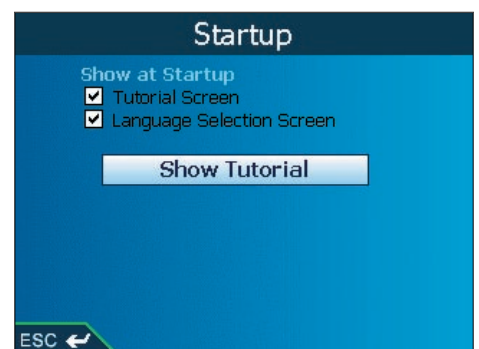 Startup
Show at Startup
Tutorial Screen
Language Selection Screen
Show Tutorial
ESC